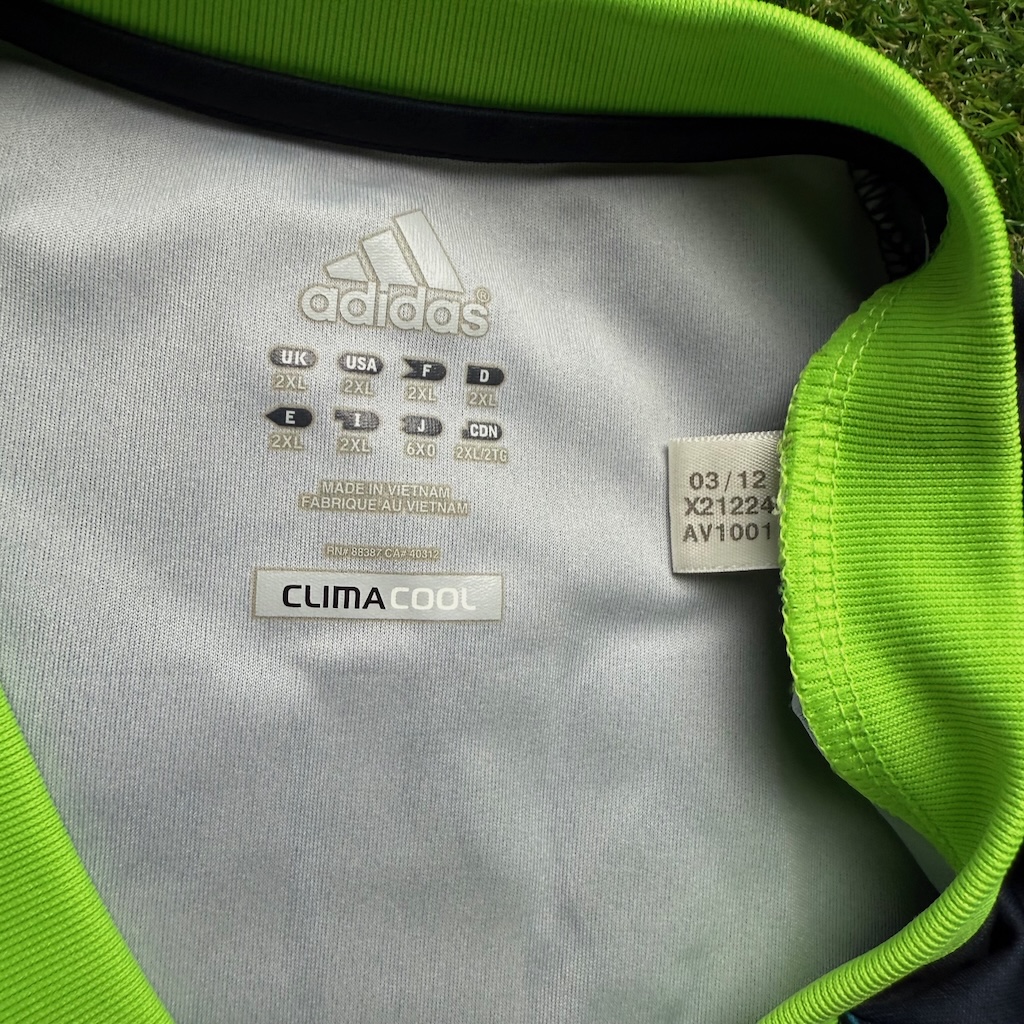 adidas®
UK USA F D
2XL 2XL 2XL 2XL
E I J CDN
2XL 2XL 6XO 2XL/2TG
MADE IN VIETNAM
FABRIQUE AU VIETNAM
RN# 88387 CA# 40312
CLIMACOOL
03/12
X21224
AV1001